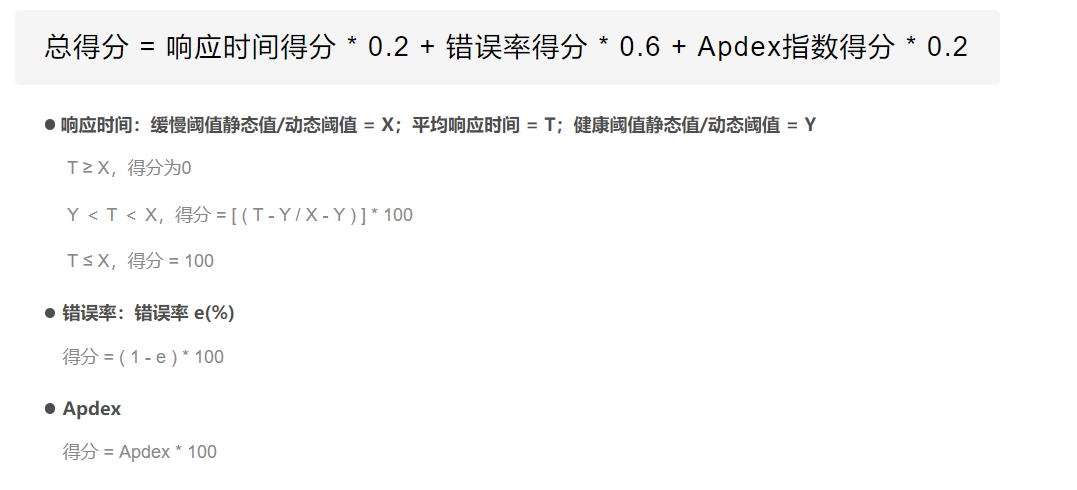 总得分 = 响应时间得分 * 0.2 + 错误率得分 * 0.6 + Apdex指数得分 * 0.2
● 响应时间：缓慢阈值静态值/动态阈值 = X；平均响应时间 = T；健康阈值静态值/动态阈值 = Y
T ≥ X，得分为0
Y < T < X，得分 = [ ( T - Y / X - Y ) ] * 100
T ≤ X，得分 = 100
● 错误率：错误率 e(%)
得分 = ( 1 - e ) * 100
● Apdex
得分 = Apdex * 100